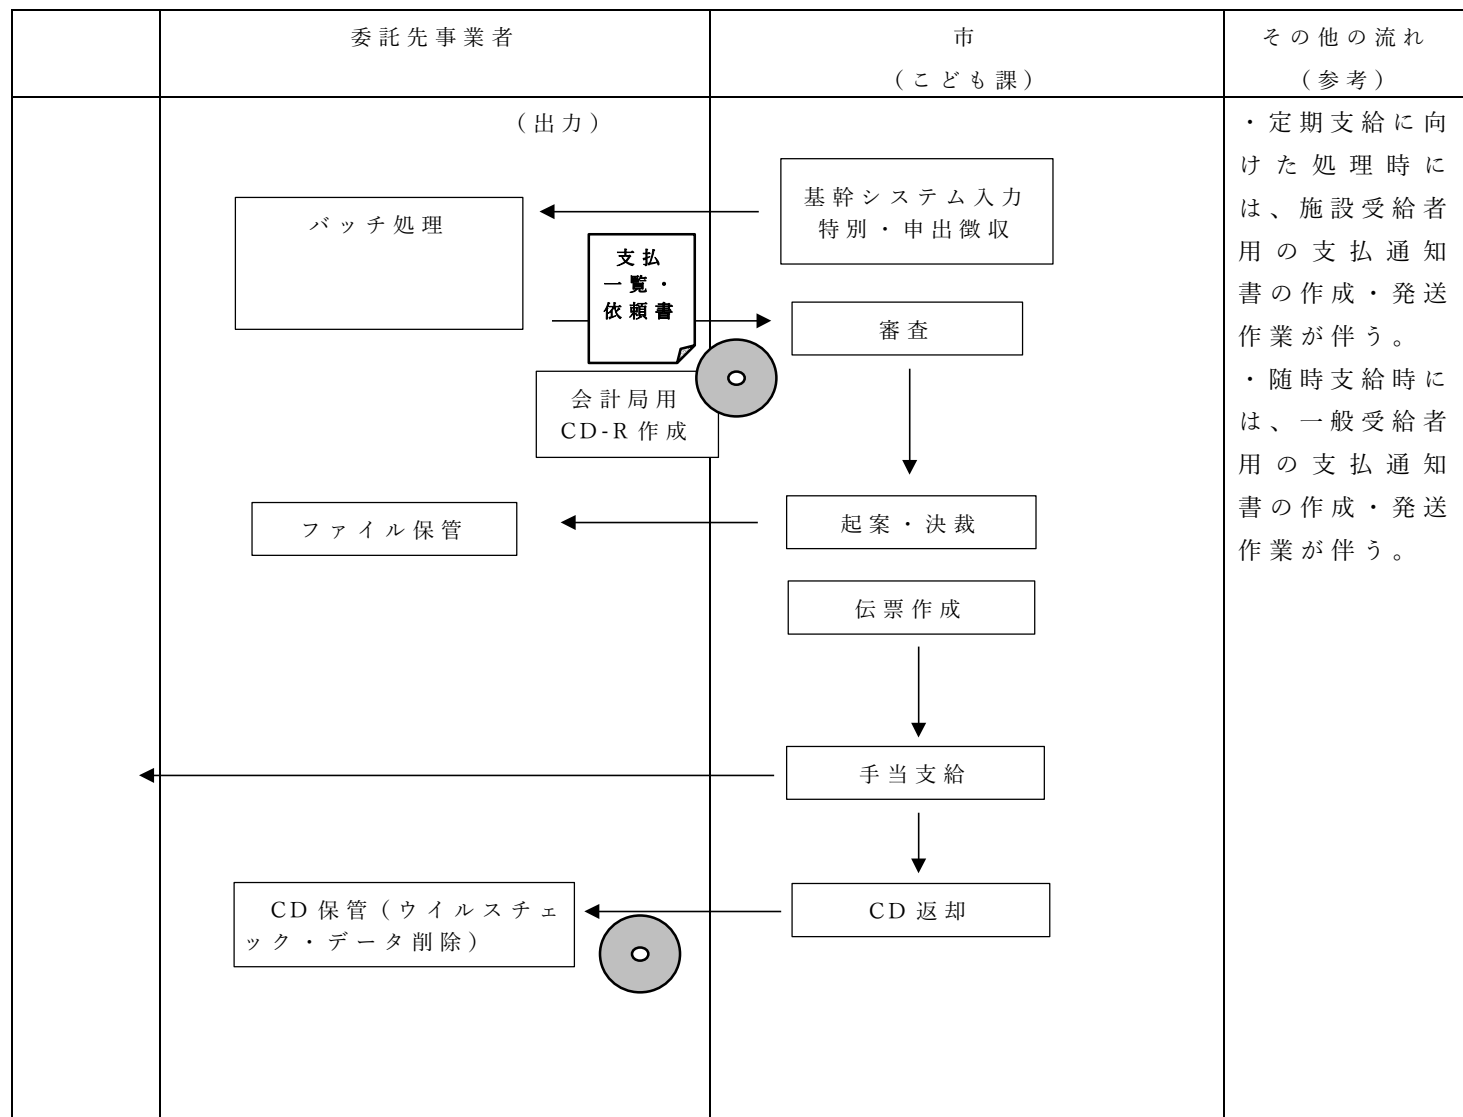 委託先事業者
市
(こども課)
その他の流れ
(参考)
(出力)
基幹システム入力
特別・申出徴収
バッチ処理
支払
一覧・
依頼書
審査
会計局用
CD-R 作成
起案・決裁
ファイル保管
伝票作成
手当支給
CD 返却
CD 保管(ウイルスチェ
ック・データ削除)
・定期支給に向
けた処理時に
は、施設受給者
用の支払通知
書の作成・発送
作業が伴う。
・随時支給時に
は、一般受給者
用の支払通知
書の作成・発送
作業が伴う。